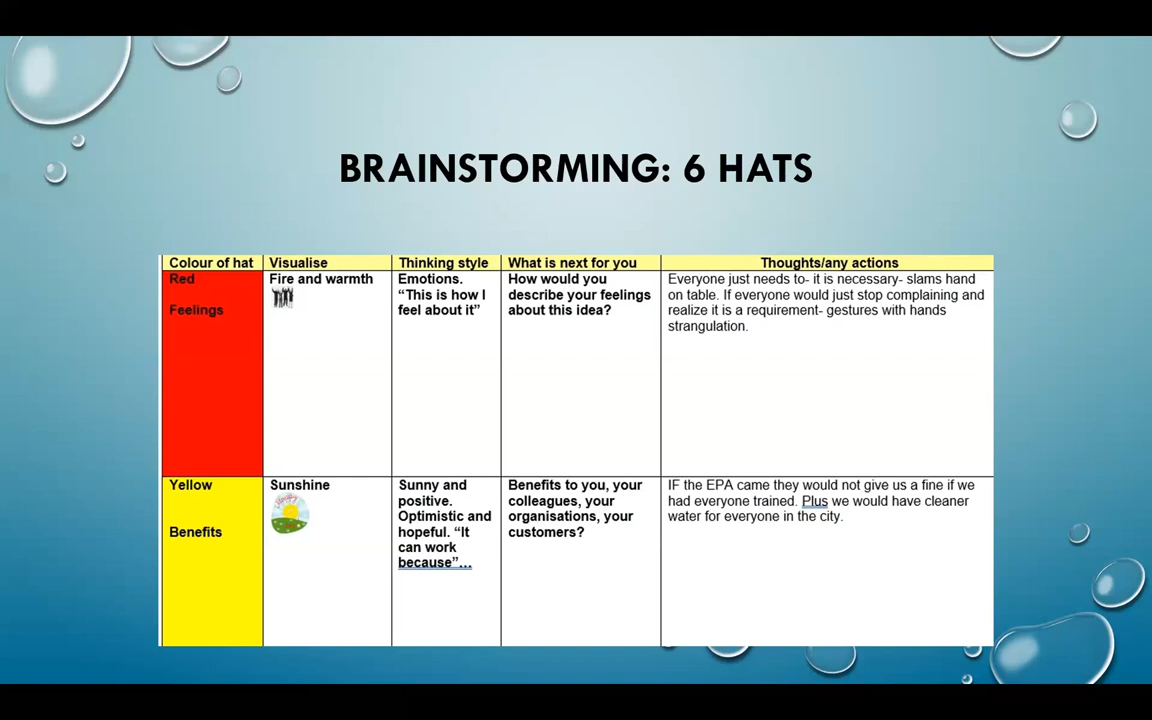 BRAINSTORMING: 6 HATS
Colour of hat
Visualise
Thinking style
What is next for you
Thoughts/any actions
Red
Feelings
Fire and warmth
Emotions.
“This is how I
feel about it”
How would you
describe your feelings
about this idea?
Everyone just needs to- it is necessary- slams hand
on table. If everyone would just stop complaining and
realize it is a requirement- gestures with hands
strangulation.
Yellow
Benefits
Sunshine
Sunny and
positive.
Optimistic and
hopeful. “It
can work
because”…
Benefits to you, your
colleagues, your
organisations, your
customers?
IF the EPA came they would not give us a fine if we
had everyone trained. Plus we would have cleaner
water for everyone in the city.